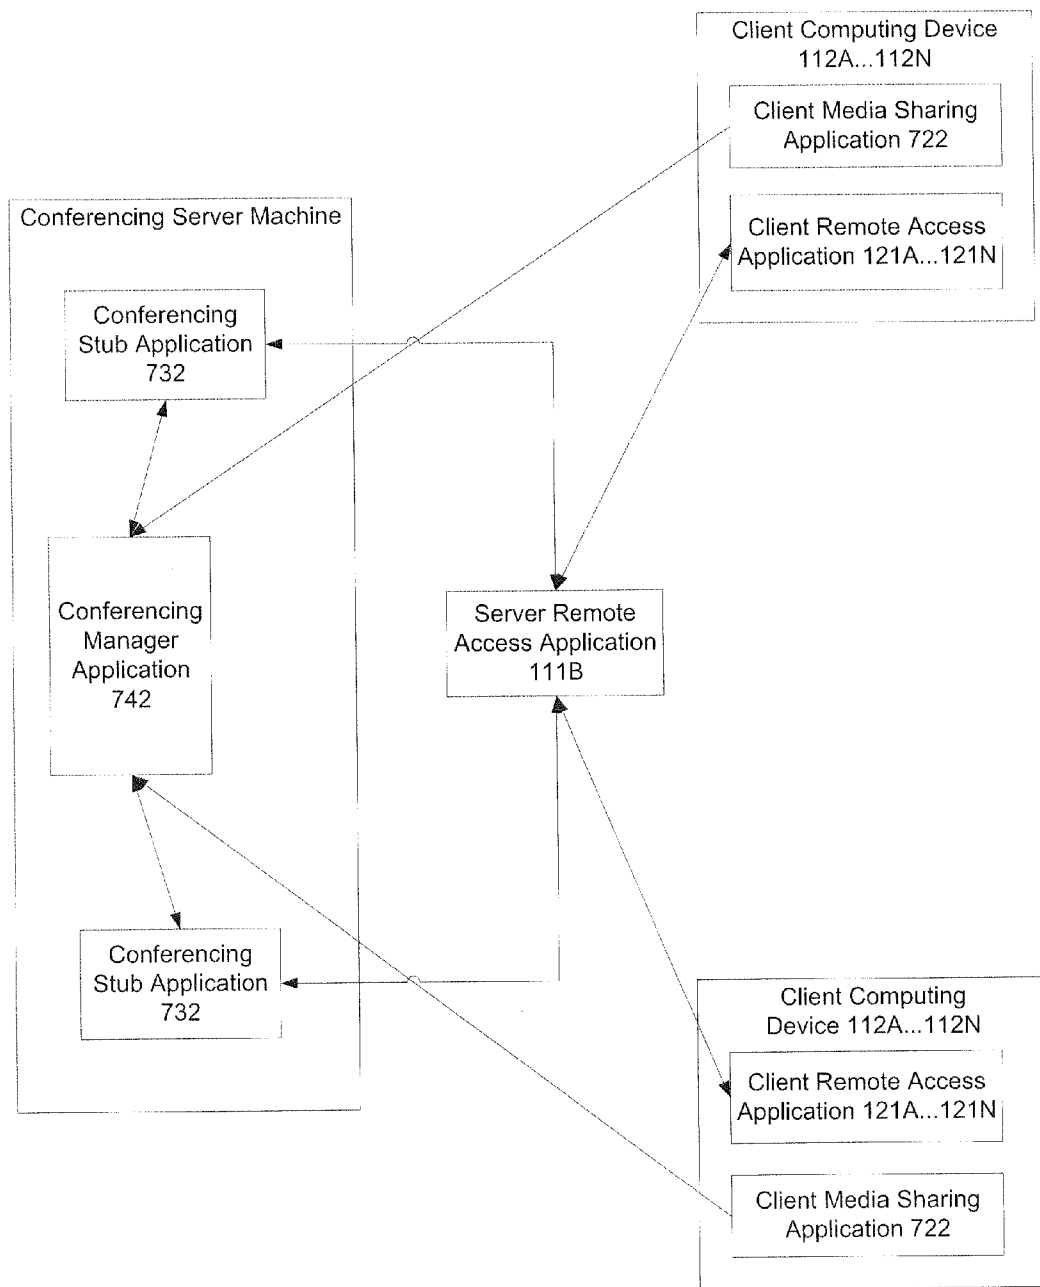 Client Computing Device
112A...112N
Client Media Sharing
Application 722
Client Remote Access
Application 121A...121N
Conferencing Server Machine
Conferencing
Stub Application
732
Conferencing
Manager
Application
742
Server Remote
Access Application
111B
Conferencing
Stub Application
732
Client Computing
Device 112A...112N
Client Remote Access
Application 121A...121N
Client Media Sharing
Application 722